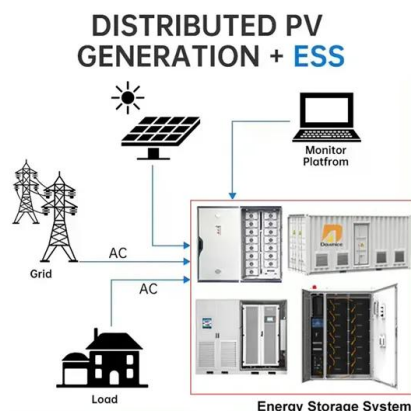 DISTRIBUTED PV
GENERATION + ESS
Monitor
Platfrom
AC
Grid
AC
Load
Energy Storage System